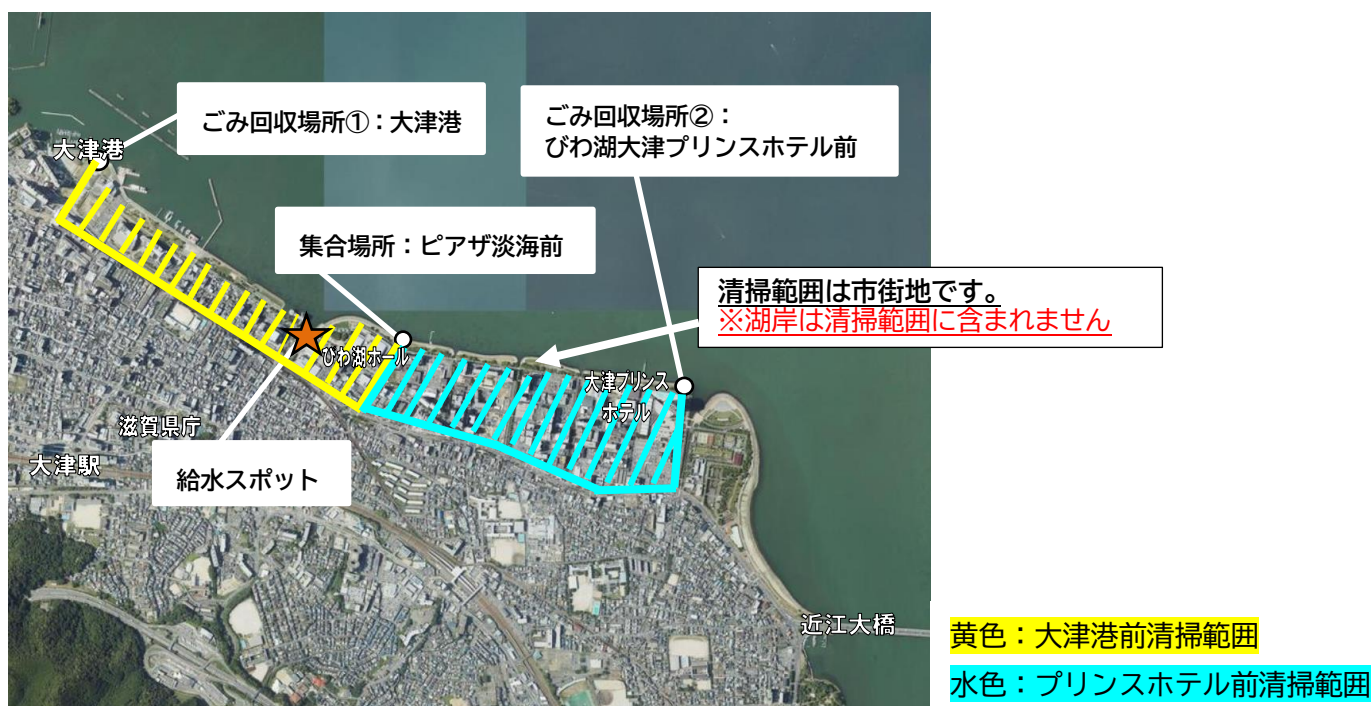 ごみ回収場所①：大津港
ごみ回収場所②：
びわ湖大津プリンスホテル前
大津港
集合場所：ピアザ淡海前
清掃範囲は市街地です。
※湖岸は清掃範囲に含まれません
びわ湖ホール
大津プリンス
ホテル
滋賀県庁
大津駅
給水スポット
近江大橋
黄色：大津港前清掃範囲
水色：プリンスホテル前清掃範囲